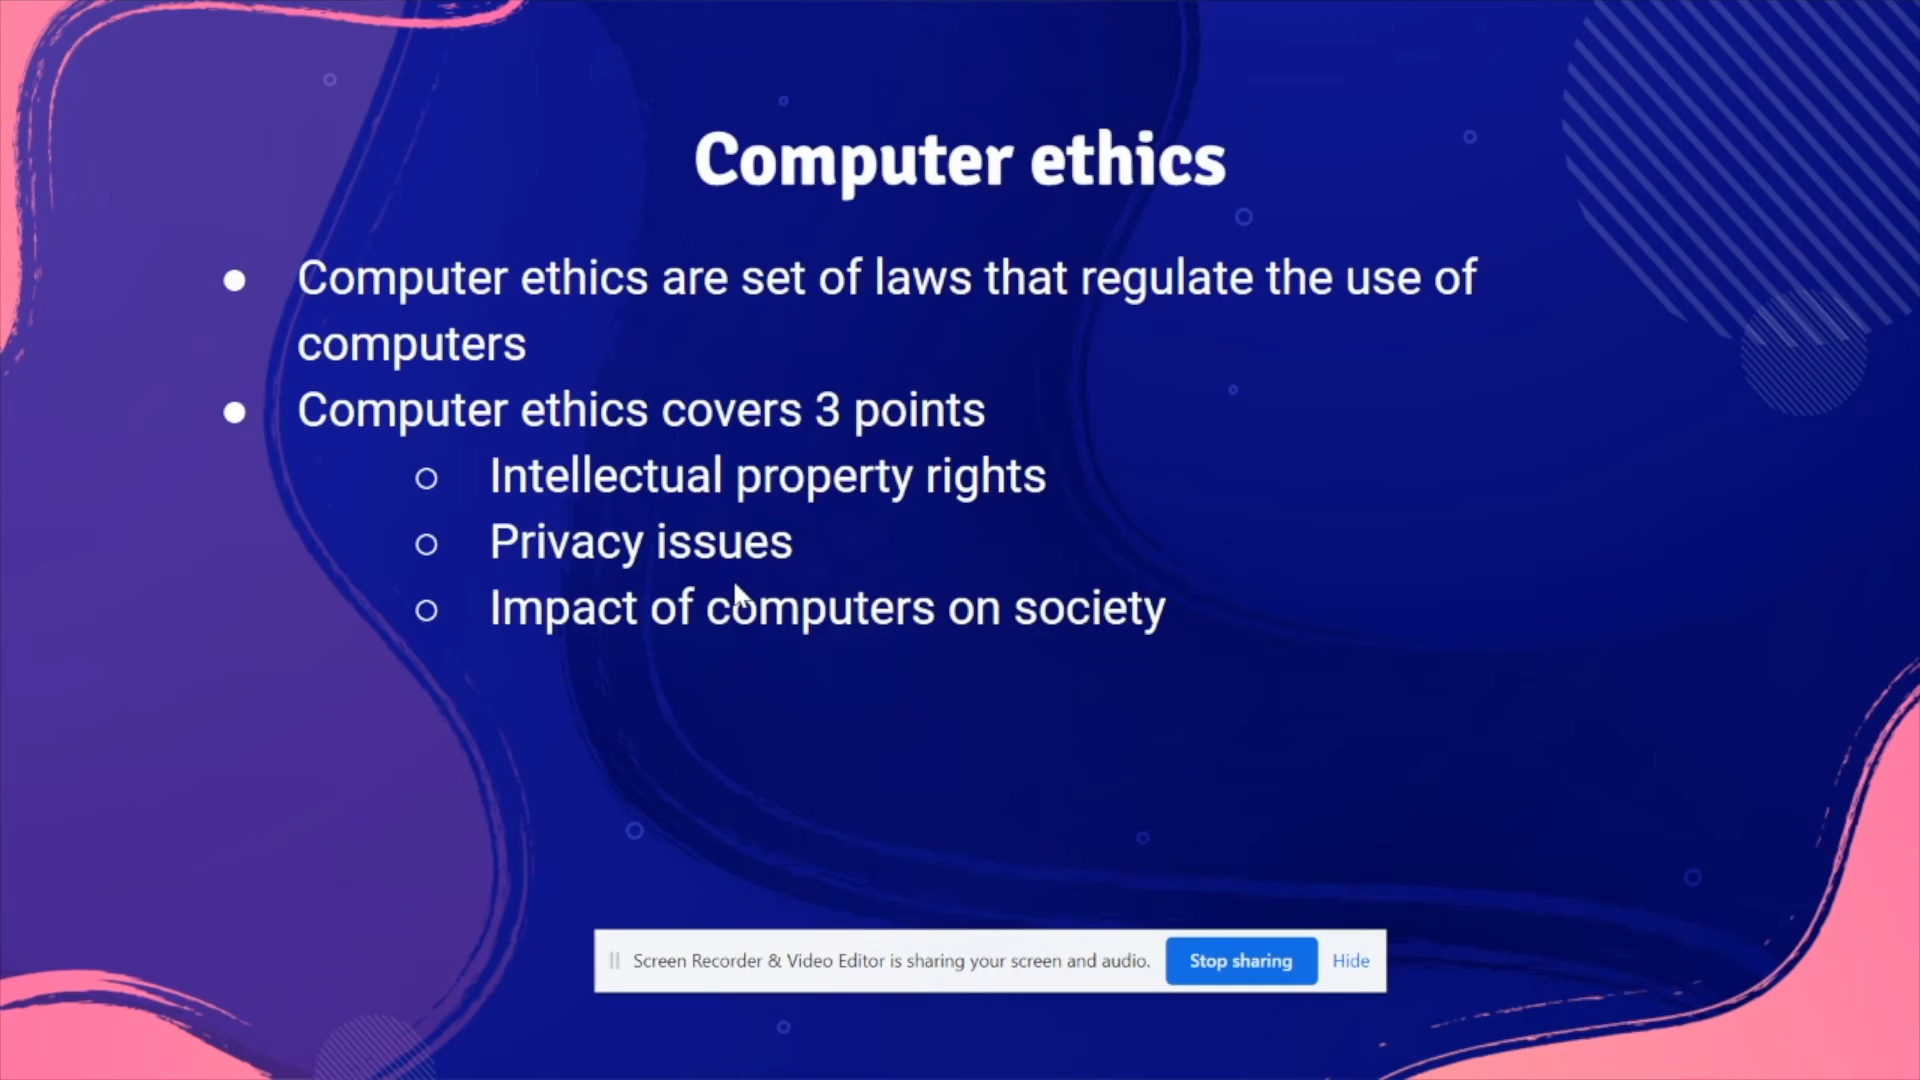 Computer ethics
● Computer ethics are set of laws that regulate the use of
computers
● Computer ethics covers 3 points
○ Intellectual property rights
○ Privacy issues
○ Impact of computers on society
Screen Recorder & Video Editor is sharing your screen and audio. Stop sharing Hide